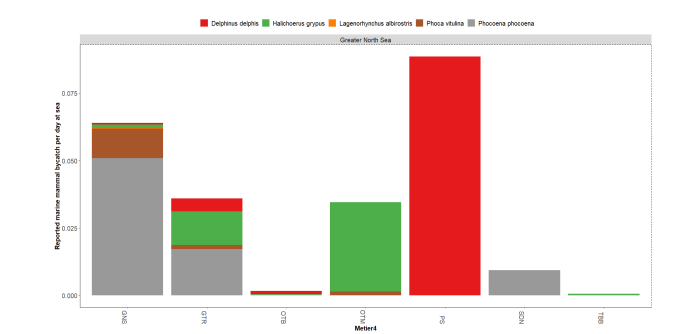 Delphinus delphis Halichoerus grypus Lagenorhynchus albirostris Phoca vitulina Phocoena phocoena
Greater North Sea
Reported marine mammal bycatch per day at sea
0.075
0.050
0.025
0.000
GNS GTR OTB OTM PS SDN TBB
Metier4